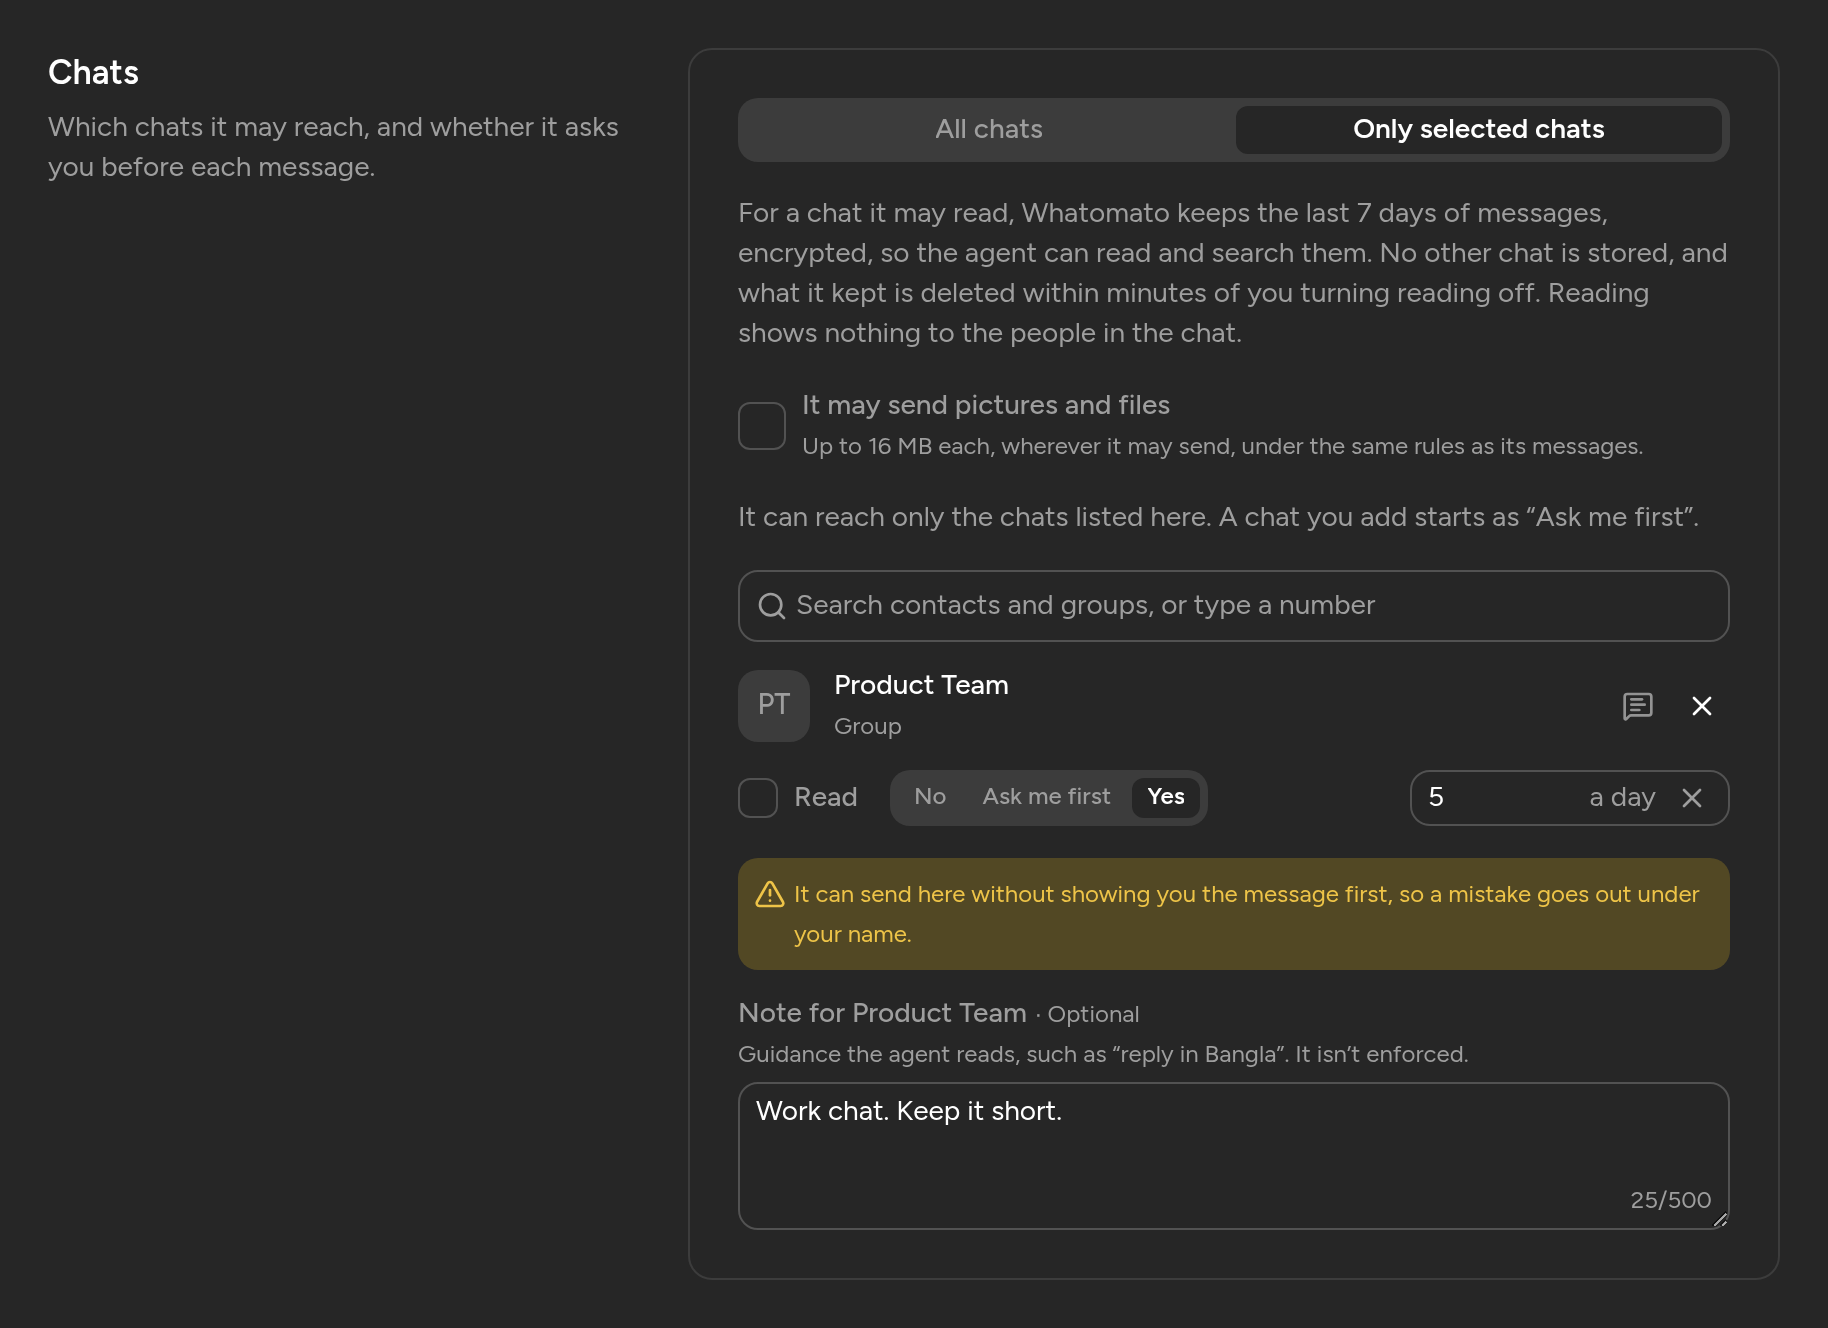 Chats
Which chats it may reach, and whether it asks
you before each message.
All chats
Only selected chats
For a chat it may read, Whatomato keeps the last 7 days of messages,
encrypted, so the agent can read and search them. No other chat is stored, and
what it kept is deleted within minutes of you turning reading off. Reading
shows nothing to the people in the chat.
It may send pictures and files
Up to 16 MB each, wherever it may send, under the same rules as its messages.
It can reach only the chats listed here. A chat you add starts as “Ask me first”.
Search contacts and groups, or type a number
PT
Product Team
Group
Read
No
Ask me first
Yes
5
a day
It can send here without showing you the message first, so a mistake goes out under
your name.
Note for Product Team · Optional
Guidance the agent reads, such as “reply in Bangla”. It isn’t enforced.
Work chat. Keep it short.
25/500